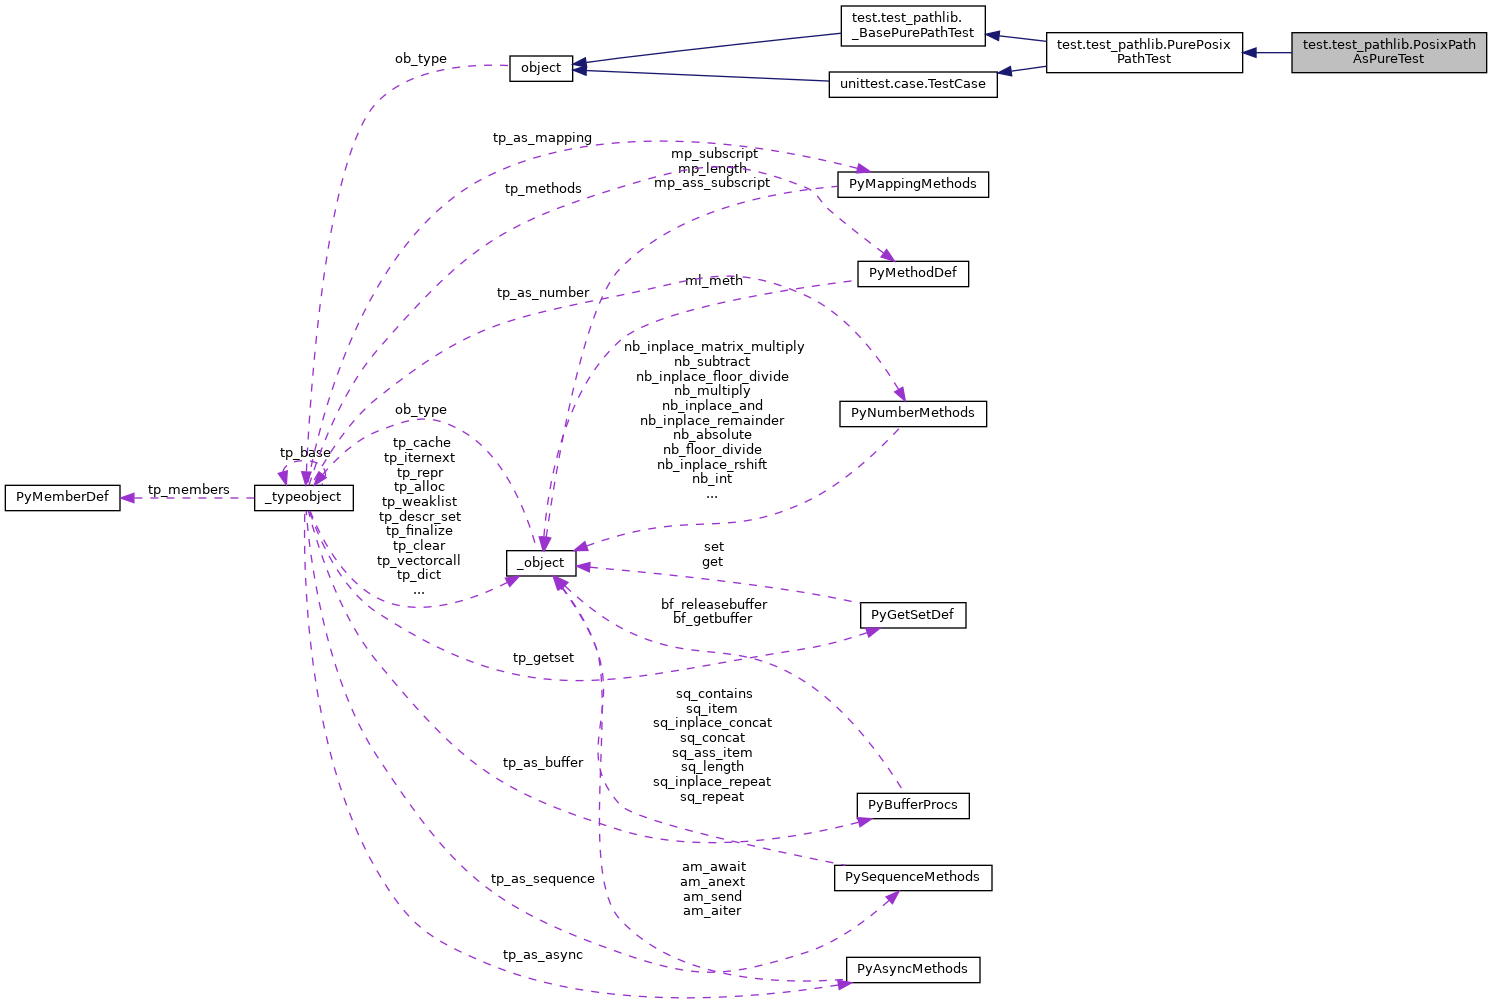 test.test_pathlib.
_BasePurePathTest
test.test_pathlib.PurePosix
PathTest
test.test_pathlib.PosixPath
AsPureTest
ob_type
object
unittest.case.TestCase
tp_as_mapping
mp_subscript
mp_length
mp_ass_subscript
PyMappingMethods
tp_methods
PyMethodDef
ml_meth
tp_as_number
nb_inplace_matrix_multiply
nb_subtract
nb_inplace_floor_divide
nb_multiply
nb_inplace_and
nb_inplace_remainder
nb_absolute
nb_floor_divide
nb_inplace_rshift
nb_int
...
PyNumberMethods
ob_type
tp_cache
tp_iternext
tp_repr
tp_alloc
tp_weaklist
tp_descr_set
tp_finalize
tp_clear
tp_vectorcall
tp_dict
...
tp_base
PyMemberDef
tp_members
_typeobject
_object
set
get
PyGetSetDef
bf_releasebuffer
bf_getbuffer
tp_getset
sq_contains
sq_item
sq_inplace_concat
sq_concat
sq_ass_item
sq_length
sq_inplace_repeat
sq_repeat
tp_as_buffer
PyBufferProcs
PySequenceMethods
tp_as_sequence
am_await
am_anext
am_send
am_aiter
tp_as_async
PyAsyncMethods